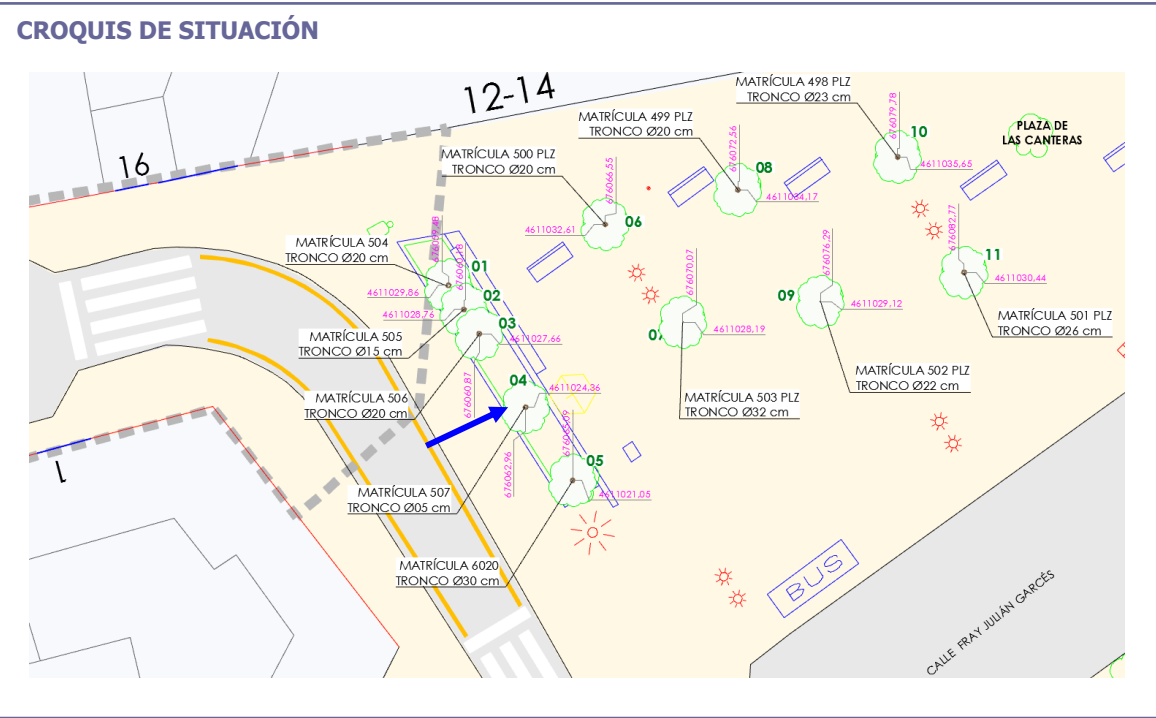 CROQUIS DE SITUACIÓN
12-14
16
MATRÍCULA 498 PLZ
TRONCO Ø23 cm
676079,78
10
4611035,65
PLAZA DE
LAS CANTERAS
MATRÍCULA 499 PLZ
TRONCO Ø20 cm
676072,56
08
4611034,17
MATRÍCULA 500 PLZ
TRONCO Ø20 cm
676066,55
06
4611032,61
MATRÍCULA 504
TRONCO Ø20 cm
01
4611029,86
676060,18
02
4611028,76
MATRÍCULA 505
TRONCO Ø15 cm
03
4611027,66
676060,87
MATRÍCULA 506
TRONCO Ø20 cm
04
4611024,36
676062,96
MATRÍCULA 507
TRONCO Ø05 cm
05
4611021,05
MATRÍCULA 6020
TRONCO Ø30 cm
676070,07
4611028,19
MATRÍCULA 503 PLZ
TRONCO Ø32 cm
676076,29
09
4611029,12
MATRÍCULA 502 PLZ
TRONCO Ø22 cm
676082,77
11
4611030,44
MATRÍCULA 501 PLZ
TRONCO Ø26 cm
1
BUS
CALLE FRAY JULIÁN GARCÉS